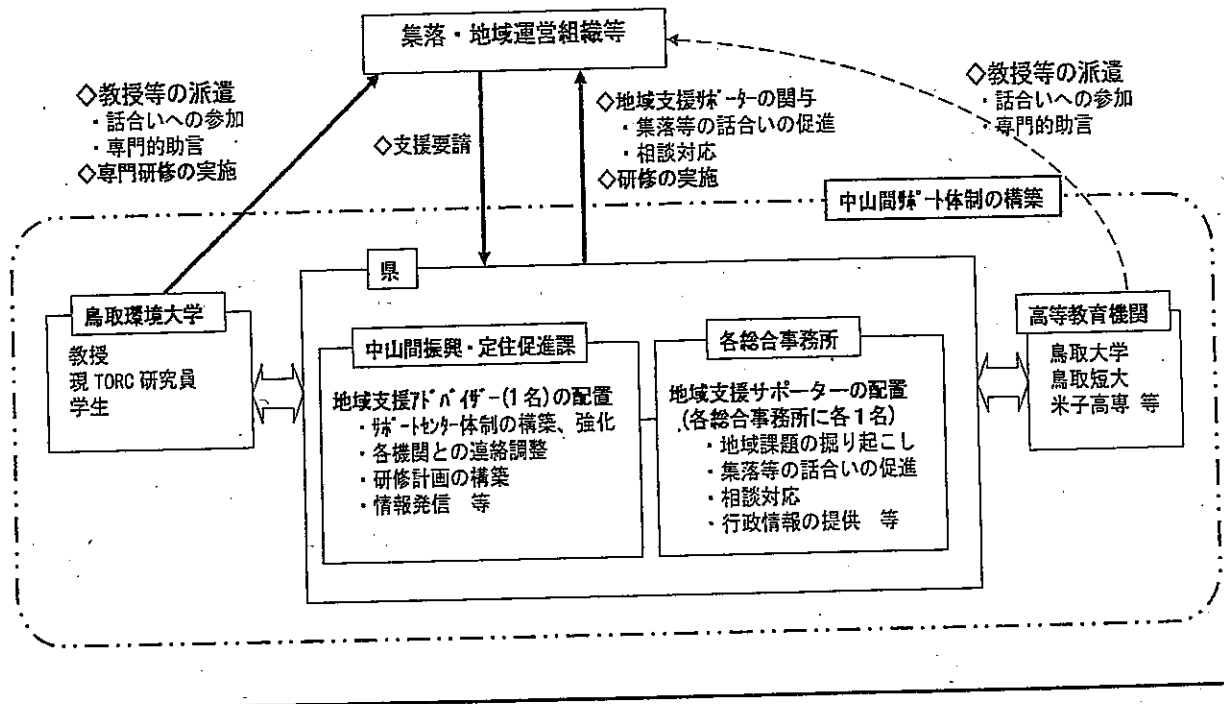 集落・地域運営組織等
◇教授等の派遣
・話合いへの参加
・専門的助言
◇専門研修の実施
◇支援要請
◇地域支援ｻﾎﾟｰﾀｰの関与
・集落等の話合いの促進
・相談対応
◇研修の実施
◇教授等の派遣
・話合いへの参加
・専門的助言
中山間ｻﾎﾟｰﾄ体制の構築
県
鳥取環境大学
教授
現 TORC 研究員
学生
中山間振興・定住促進課
地域支援ｱﾄﾞﾊﾞｲｻﾞｰ(1名)の配置
・ｻﾎﾟｰﾄｾﾝﾀｰ体制の構築、強化
・各機関との連絡調整
・研修計画の構築
・情報発信 等
各総合事務所
地域支援サポーターの配置
(各総合事務所に各１名)
・地域課題の掘り起こし
・集落等の話合いの促進
・相談対応
・行政情報の提供 等
高等教育機関
鳥取大学
鳥取短大
米子高専 等